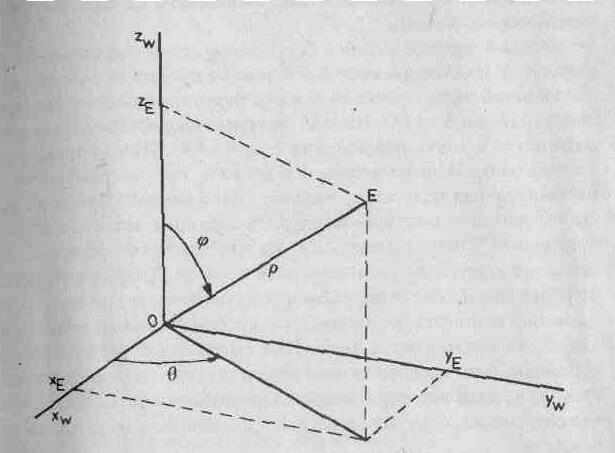 z_W
z_E
E
φ
ρ
O
θ
x_E
x_W
y_E
y_W